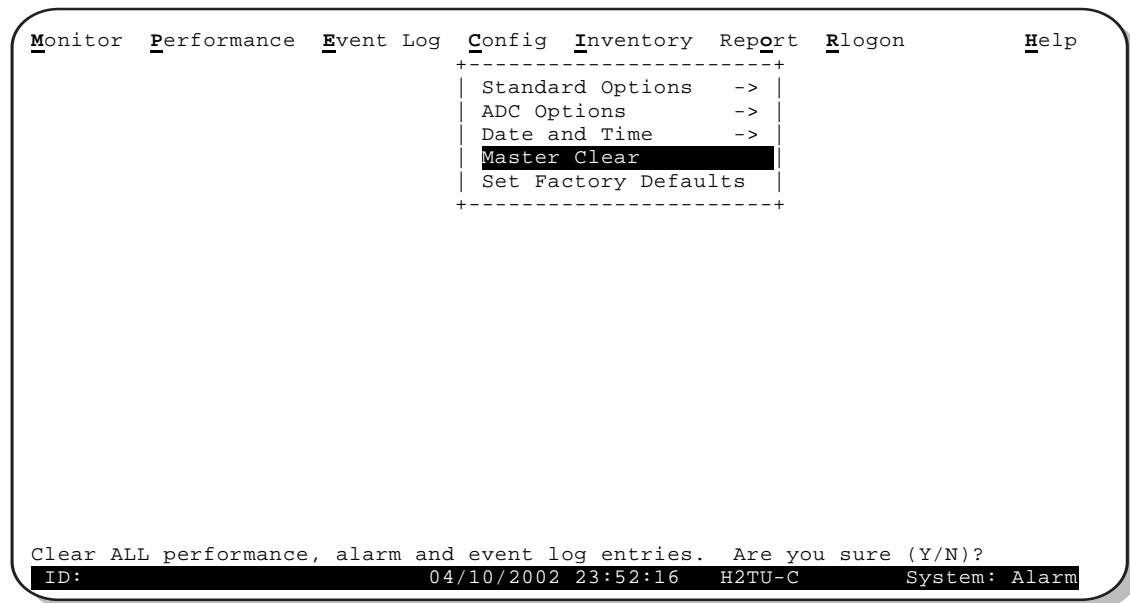 Monitor Performance Event Log Config Inventory Report Rlogon Help
+-----------------------+
| Standard Options -> |
| ADC Options -> |
| Date and Time -> |
| Master Clear |
| Set Factory Defaults |
+-----------------------+
Clear ALL performance, alarm and event log entries. Are you sure (Y/N)?
ID: 04/10/2002 23:52:16 H2TU-C System: Alarm